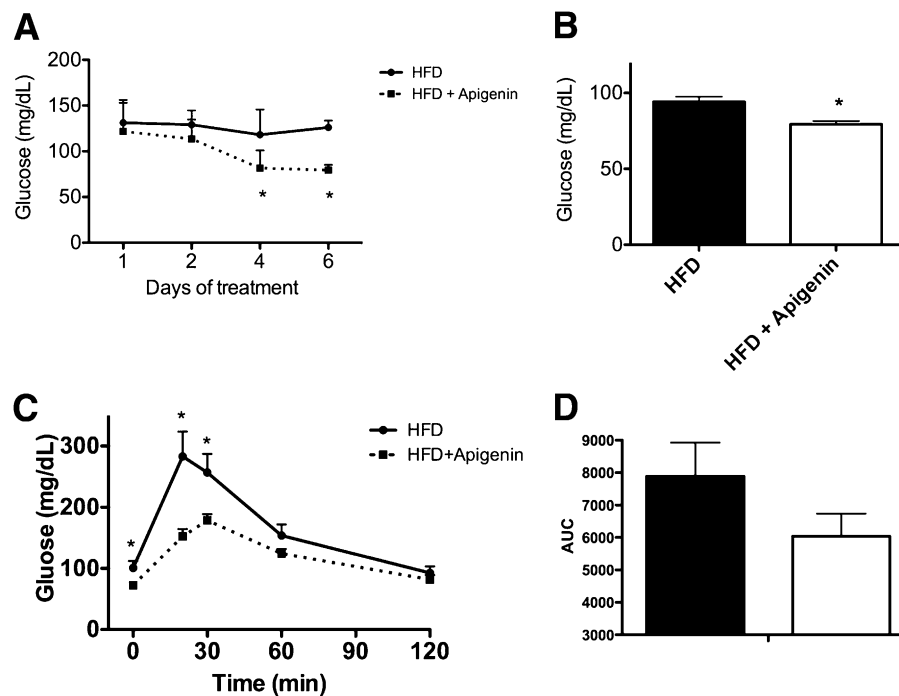 A
200
150
100
50
0
Glucose (mg/dL)
HFD
HFD + Apigenin
*
*
1
2
4
6
Days of treatment
B
100
50
0
Glucose (mg/dL)
*
HFD
HFD + Apigenin
C
300
200
100
0
Gluose (mg/dL)
*
*
*
HFD
HFD+Apigenin
0
30
60
90
120
Time (min)
D
9000
8000
7000
6000
5000
4000
3000
AUC